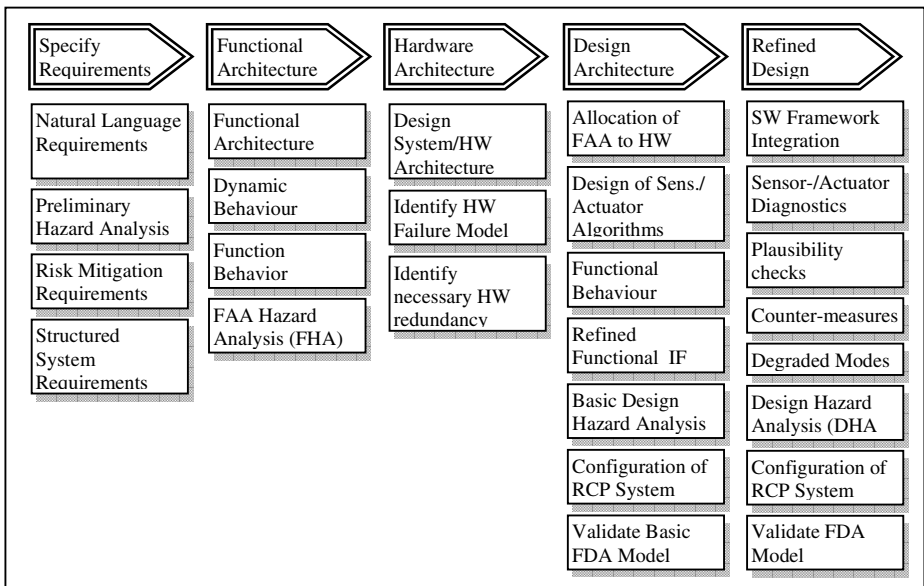 Specify
Requirements
Functional
Architecture
Hardware
Architecture
Design
Architecture
Refined
Design
Natural Language
Requirements
Preliminary
Hazard Analysis
Risk Mitigation
Requirements
Structured
System
Requirements
Functional
Architecture
Dynamic
Behaviour
Function
Behavior
FAA Hazard
Analysis (FHA)
Design
System/HW
Architecture
Identify HW
Failure Model
Identify
necessary HW
redundancy
Allocation of
FAA to HW
Design of Sens./
Actuator
Algorithms
Functional
Behaviour
Refined
Functional IF
Basic Design
Hazard Analysis
Configuration of
RCP System
Validate Basic
FDA Model
SW Framework
Integration
Sensor-/Actuator
Diagnostics
Plausibility
checks
Counter-measures
Degraded Modes
Design Hazard
Analysis (DHA
Configuration of
RCP System
Validate FDA
Model